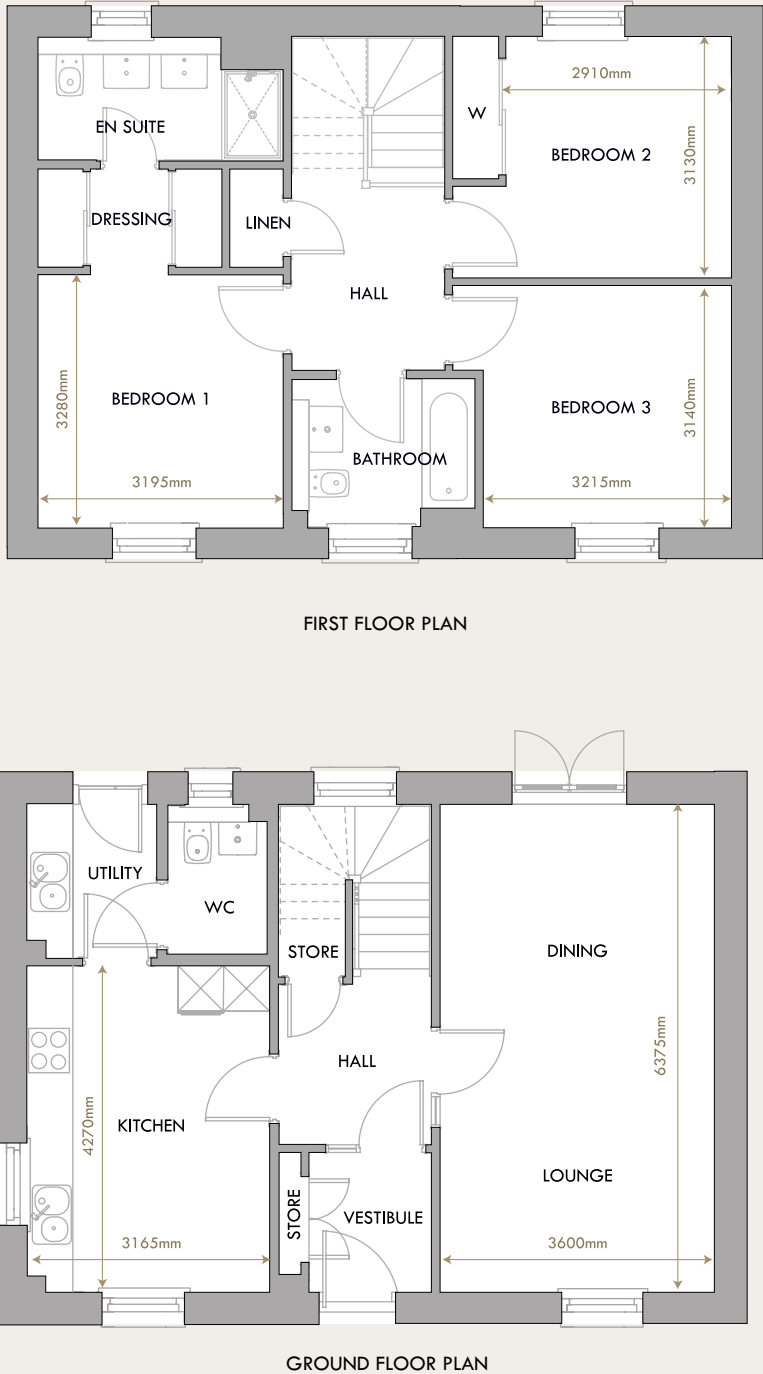 2910mm
W
EN SUITE
BEDROOM 2
3130mm
DRESSING
LINEN
HALL
3280mm
BEDROOM 1
BEDROOM 3
3140mm
BATHROOM
3195mm
3215mm
FIRST FLOOR PLAN
UTILITY
WC
STORE
DINING
HALL
6375mm
KITCHEN
4270mm
LOUNGE
STORE
VESTIBULE
3165mm
3600mm
GROUND FLOOR PLAN